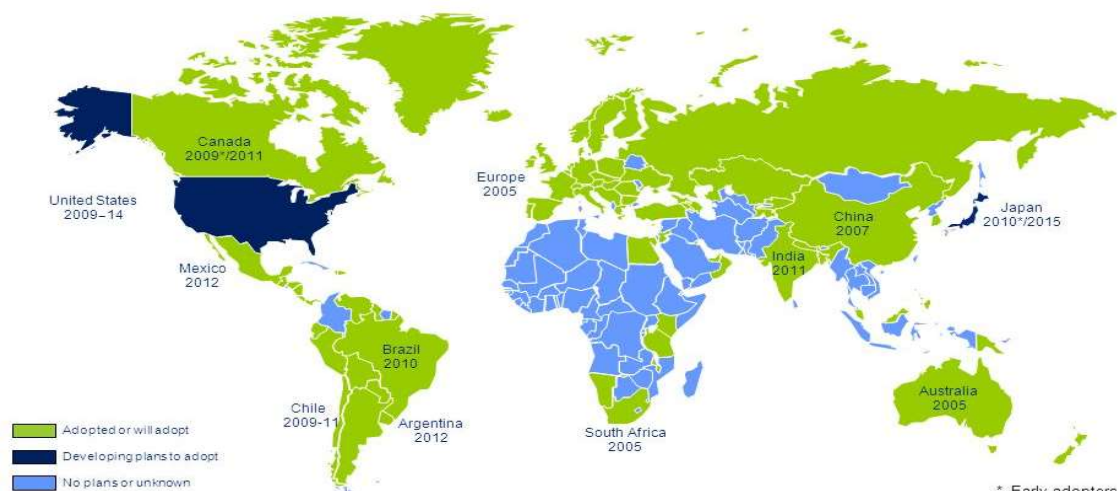 Canada
2009*/2011
United States
2009–14
Mexico
2012
Europe
2005
China
2007
Japan
2010*/2015
India
2011
Brazil
2010
Chile
2009-11
Argentina
2012
South Africa
2005
Australia
2005
Adopted or will adopt
Developing plans to adopt
No plans or unknown
* Early adopters